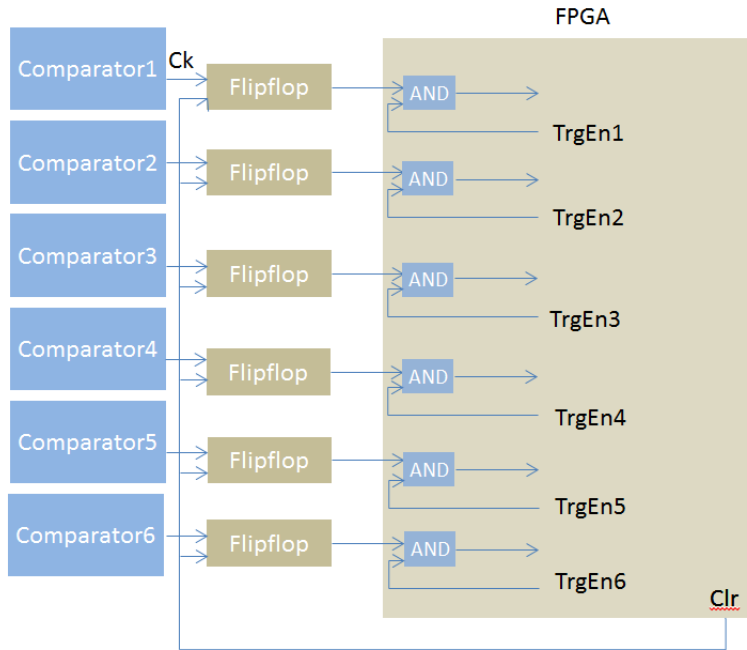 FPGA
Comparator1
Ck
Flipflop
AND
TrgEn1
Comparator2
Flipflop
AND
TrgEn2
Comparator3
Flipflop
AND
TrgEn3
Comparator4
Flipflop
AND
TrgEn4
Comparator5
Flipflop
AND
TrgEn5
Comparator6
Flipflop
AND
TrgEn6
Clr